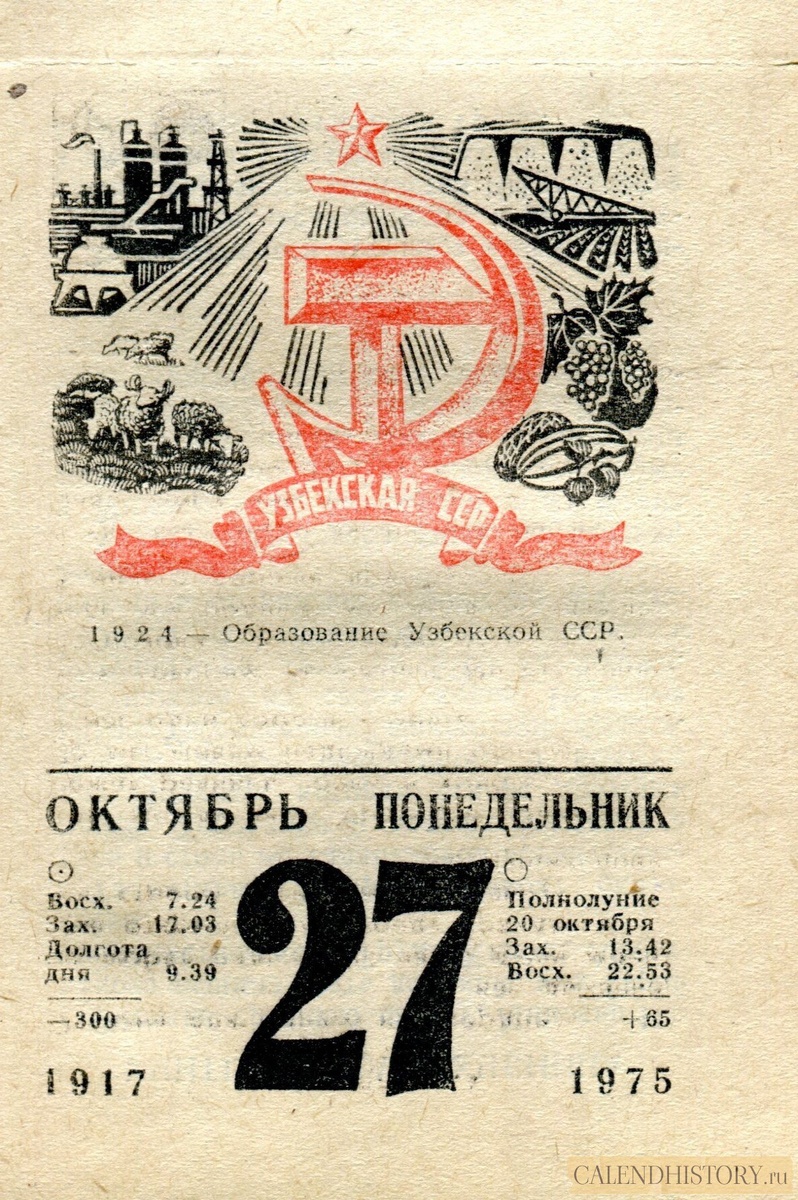 УЗБЕКСКАЯ ССР
1924 — Образование Узбекской ССР.
ОКТЯБРЬ ПОНЕДЕЛЬНИК
Восх. 7.24
Зах. 17.03
Долгота
дня 9.39
—300
27
Полнолуние
20 октября
Зах. 13.42
Восх. 22.53
+65
1917 1975
CALENDHISTORY.ru